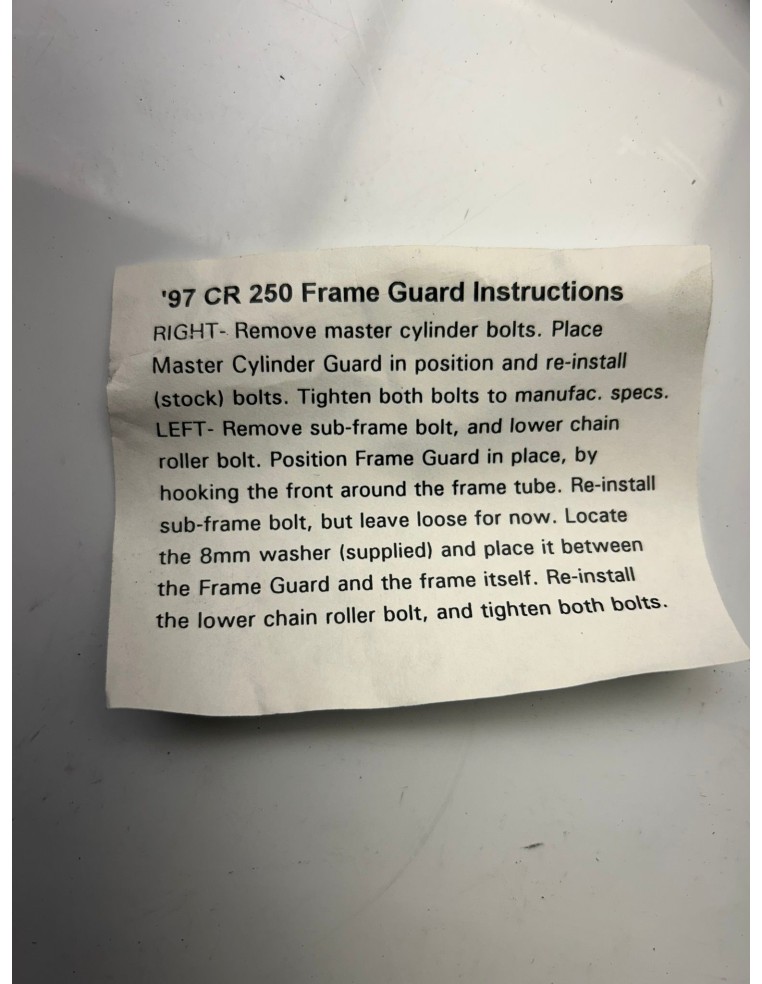 '97 CR 250 Frame Guard Instructions
RIGHT- Remove master cylinder bolts. Place
Master Cylinder Guard in position and re-install
(stock) bolts. Tighten both bolts to manufac. specs.
LEFT- Remove sub-frame bolt, and lower chain
roller bolt. Position Frame Guard in place, by
hooking the front around the frame tube. Re-install
sub-frame bolt, but leave loose for now. Locate
the 8mm washer (supplied) and place it between
the Frame Guard and the frame itself. Re-install
the lower chain roller bolt, and tighten both bolts.